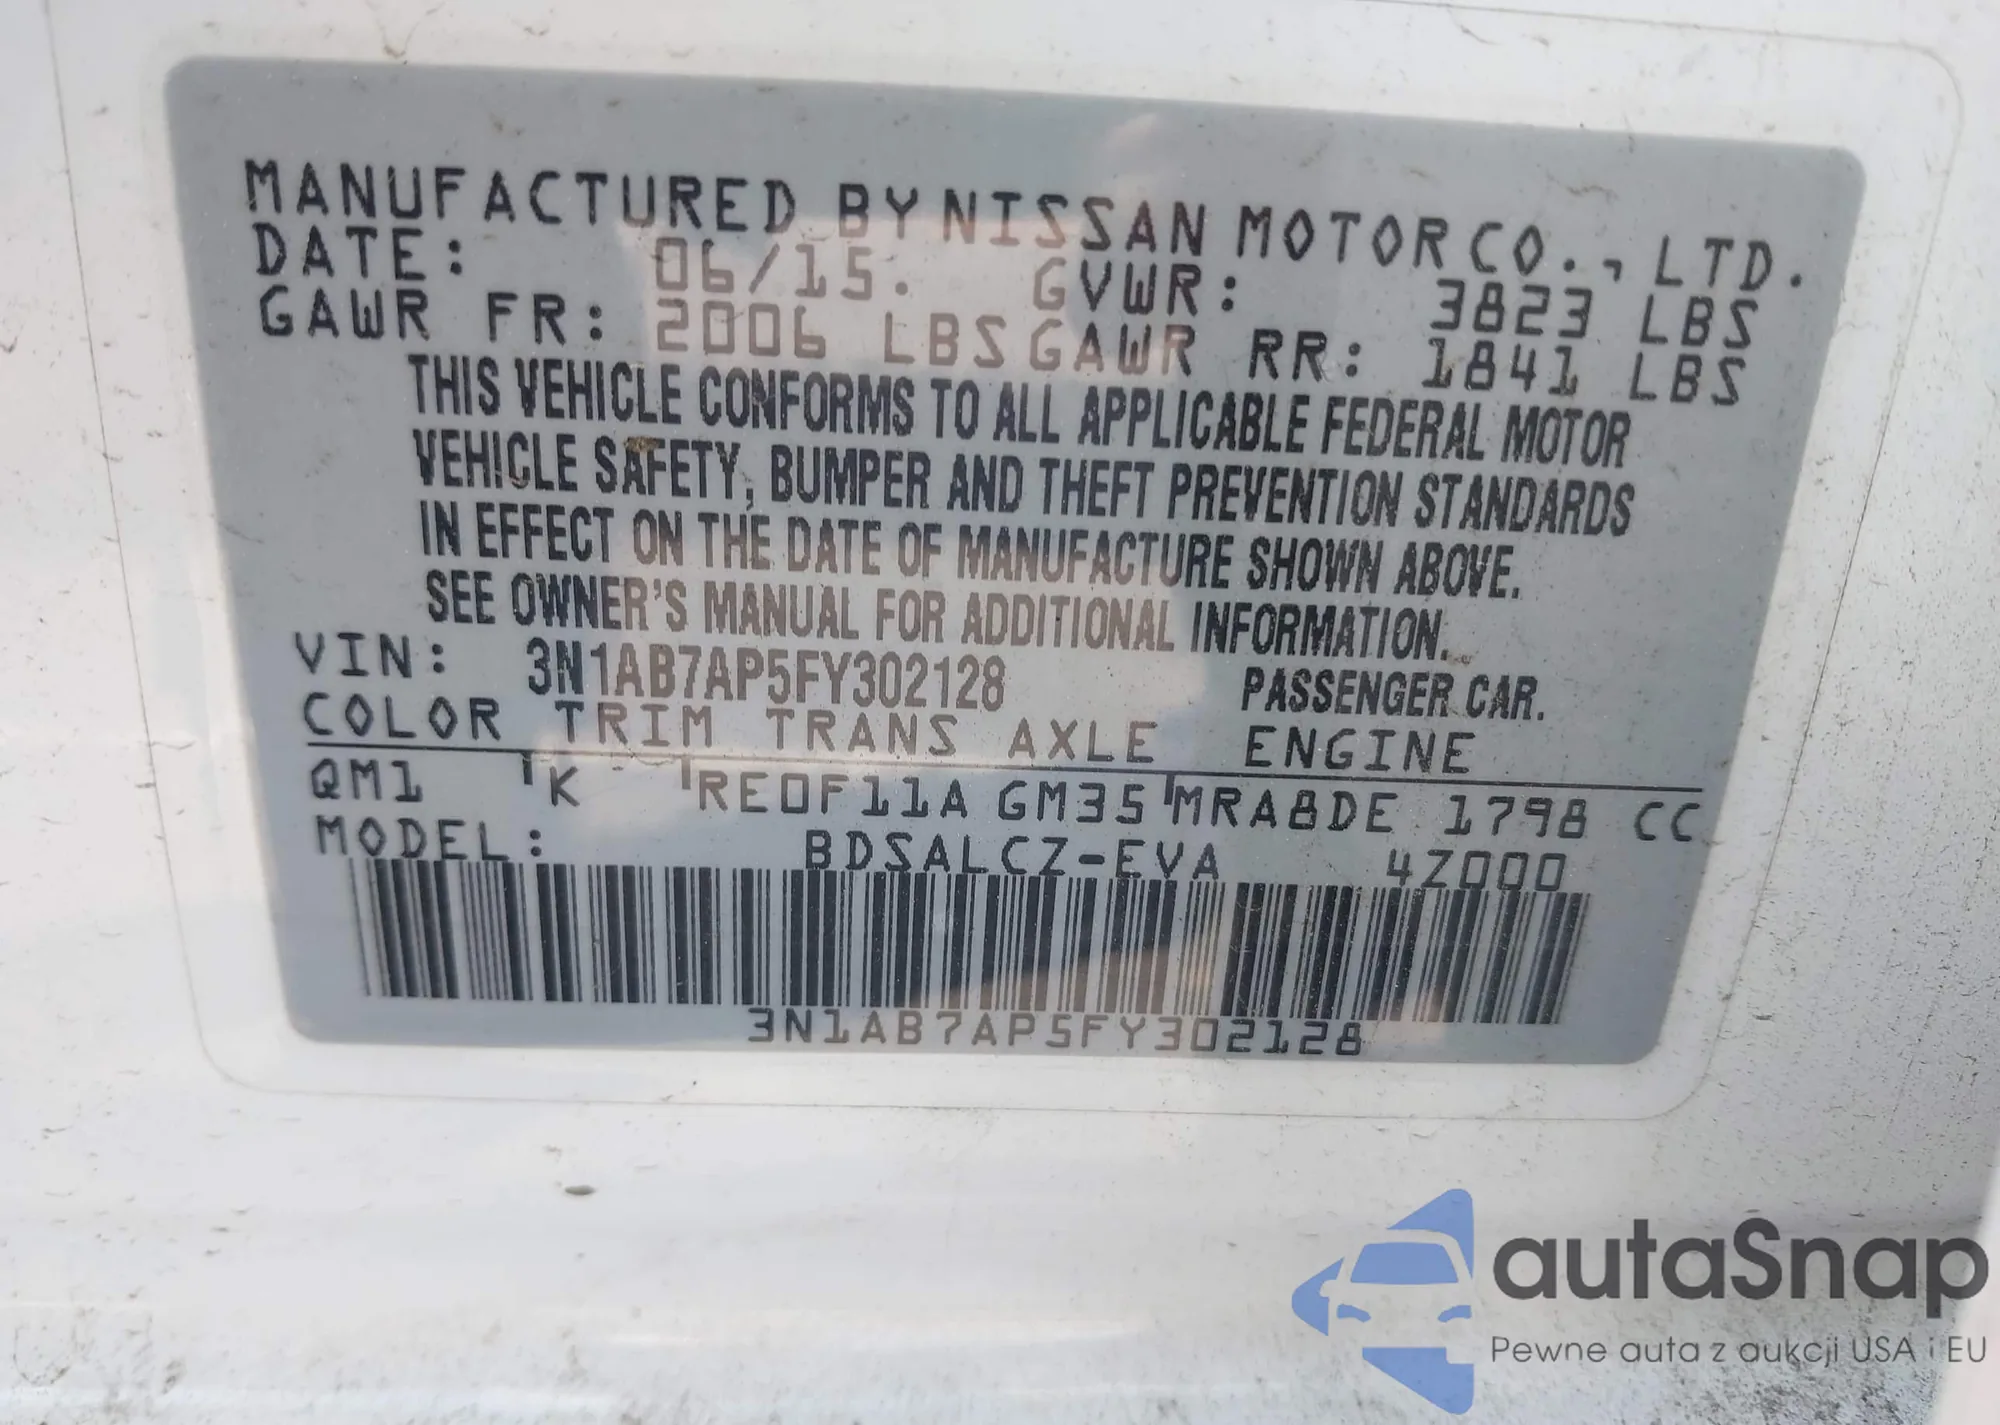 MANUFACTURED BY NISSAN MOTOR CO., LTD.
DATE: 06/15. GVWR: 3823 LBS
GAWR FR: 2006 LBS GAWR RR: 1841 LBS
THIS VEHICLE CONFORMS TO ALL APPLICABLE FEDERAL MOTOR
VEHICLE SAFETY, BUMPER AND THEFT PREVENTION STANDARDS
IN EFFECT ON THE DATE OF MANUFACTURE SHOWN ABOVE.
SEE OWNER'S MANUAL FOR ADDITIONAL INFORMATION.
VIN: 3N1AB7AP5FY302128 PASSENGER CAR.
COLOR TRIM TRANS AXLE ENGINE
QM1 K RE0F11A GM35 MRA8DE 1798 CC
MODEL: BDSALCZ-EVA 4Z000
3N1AB7AP5FY302128
autaSnap
Pewne auta z aukcji USA i EU